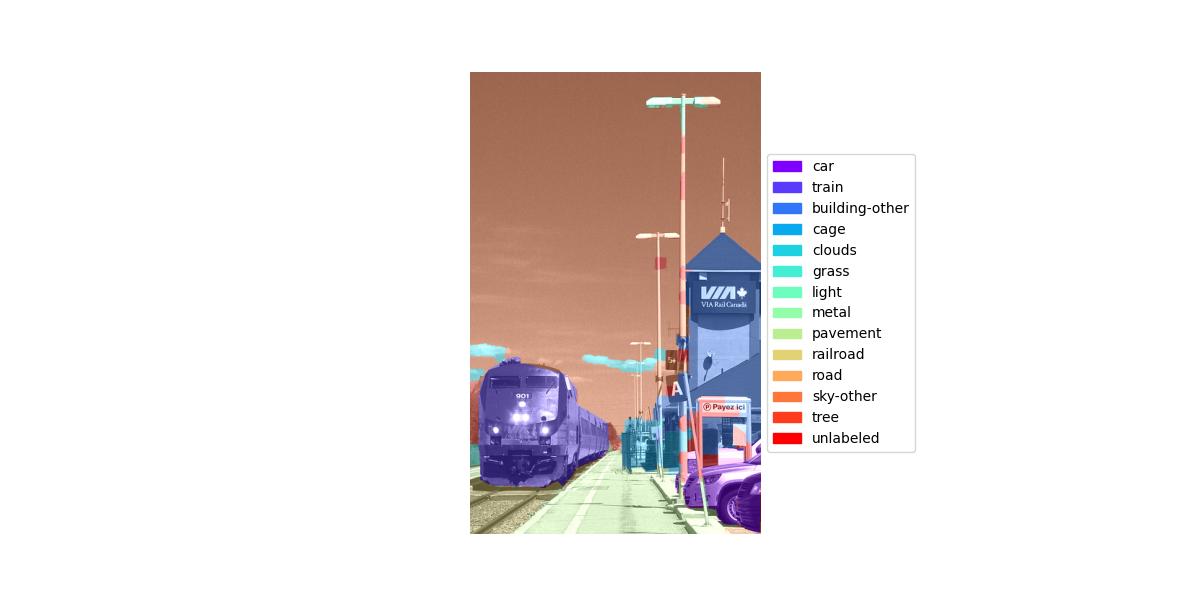 VIA
VIA Rail Canada
A
901
P Payez ici
car
train
building-other
cage
clouds
grass
light
metal
pavement
railroad
road
sky-other
tree
unlabeled